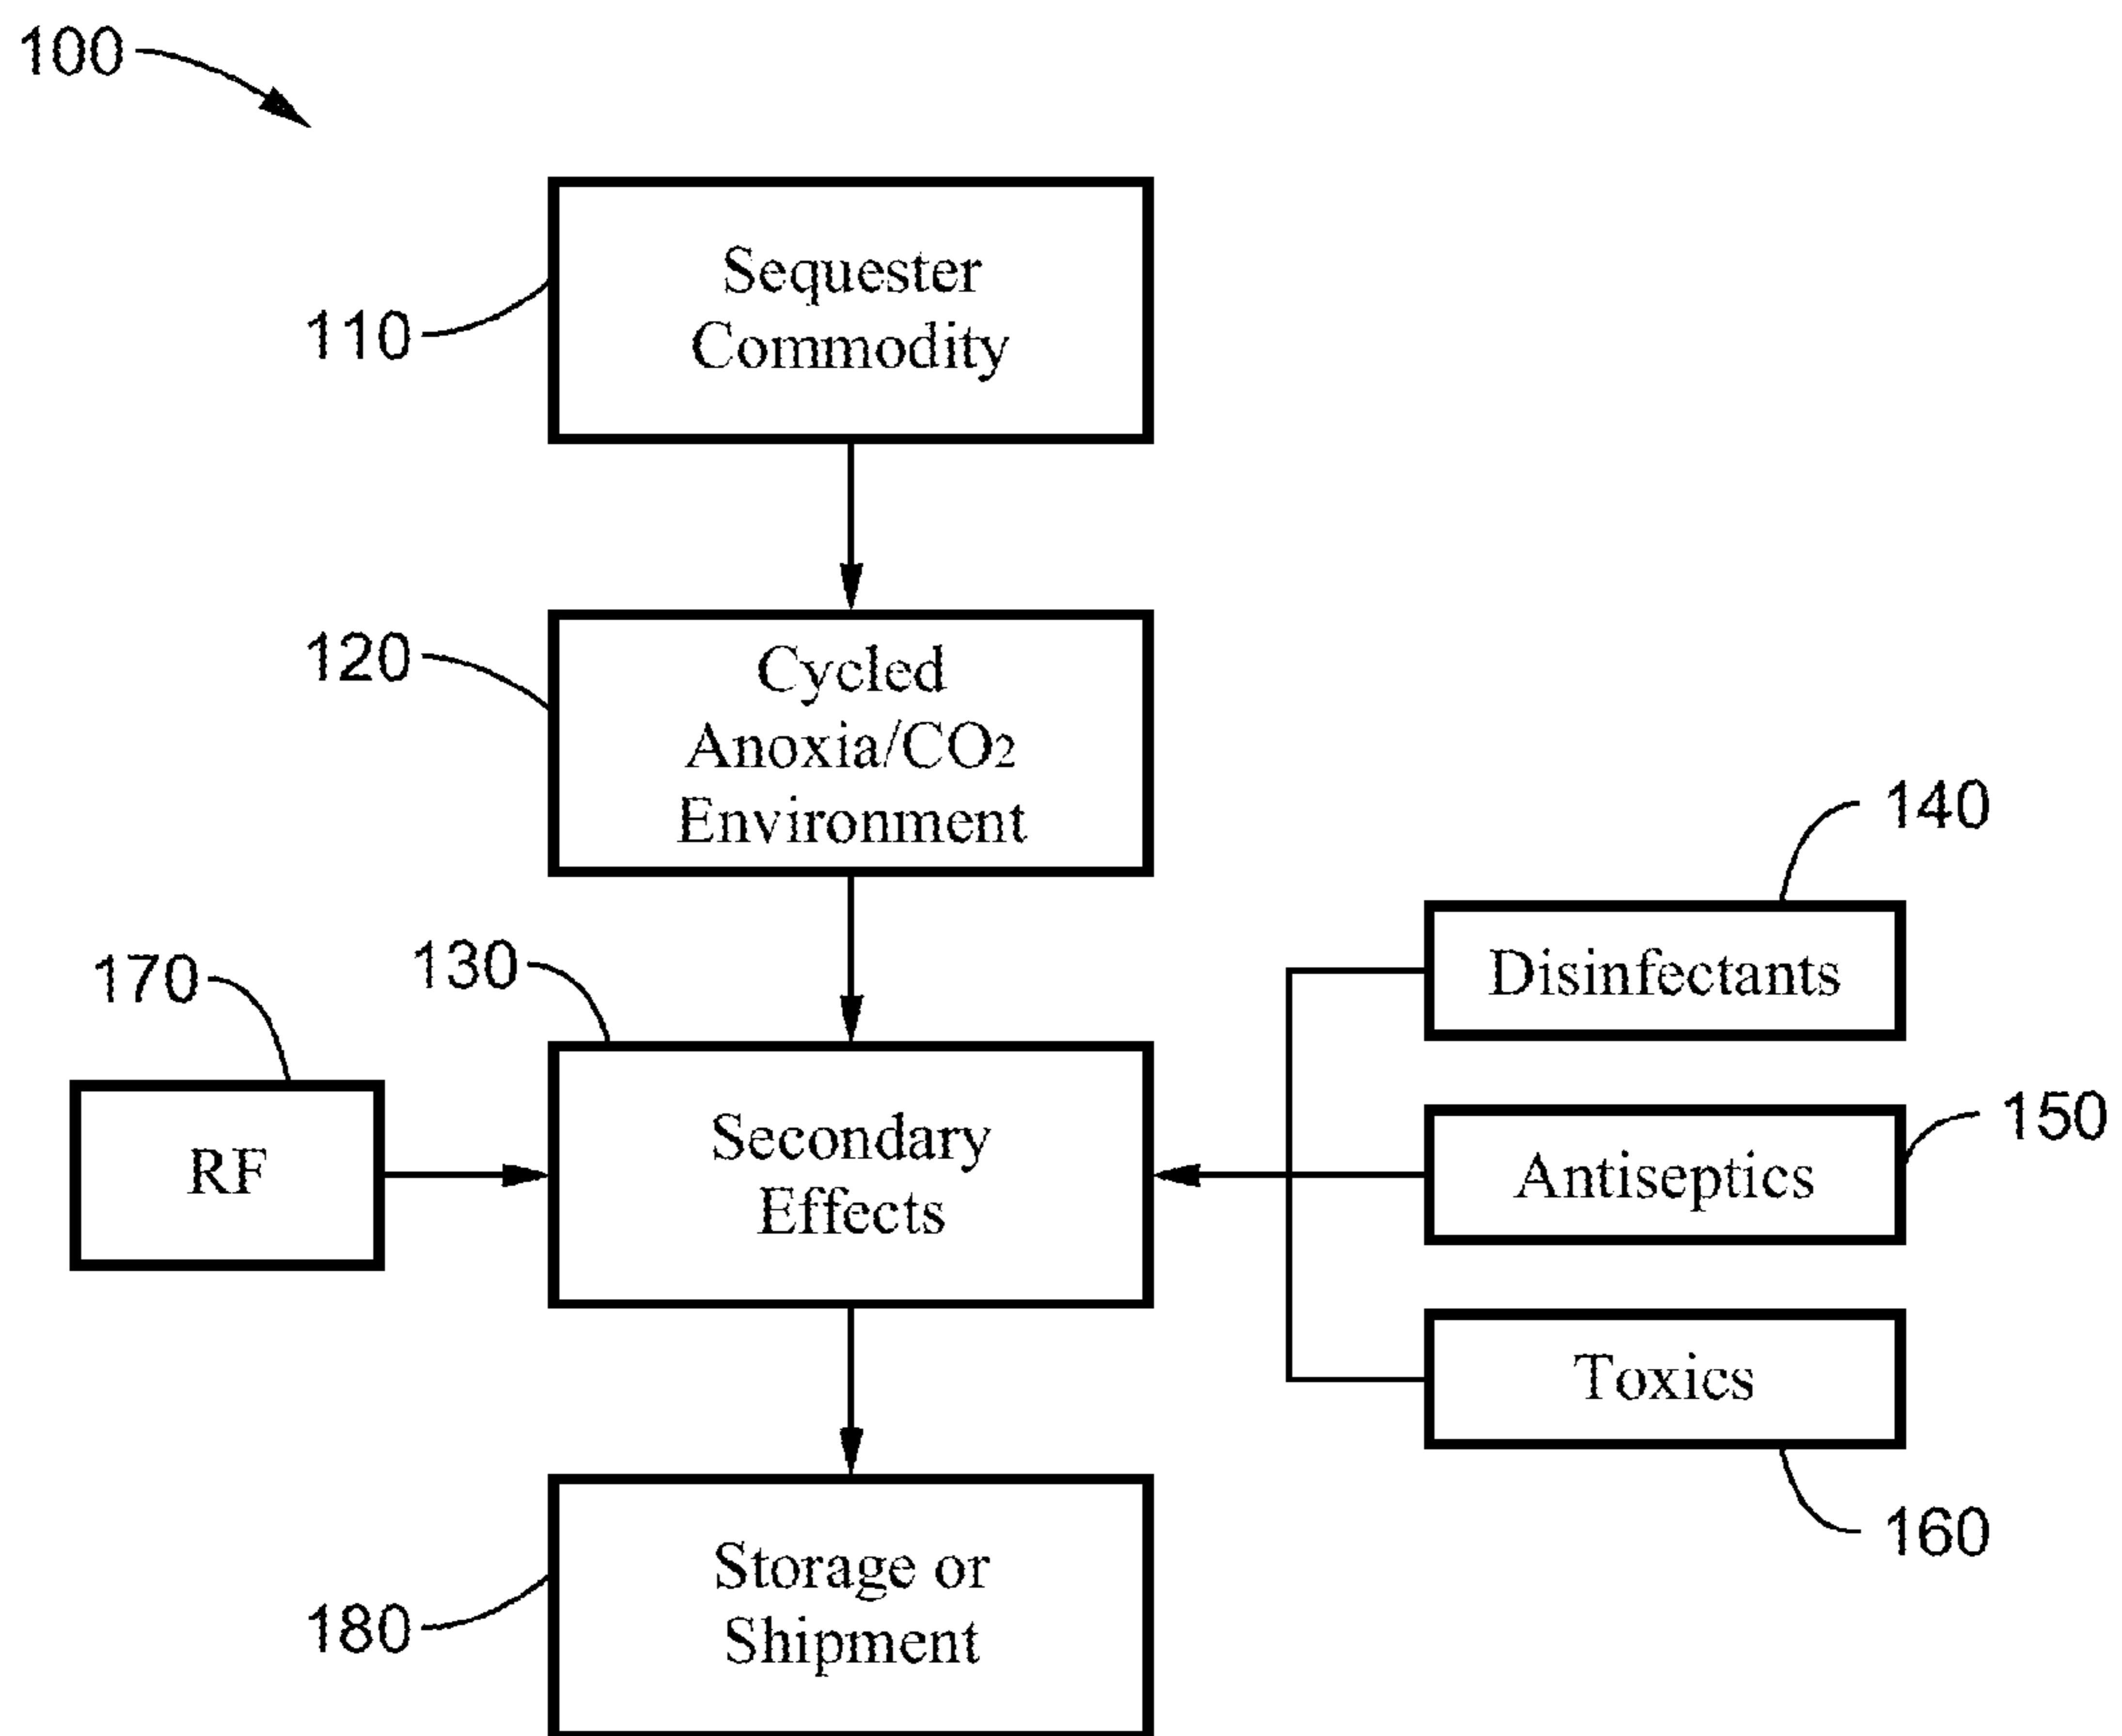 100
110
Sequester
Commodity
120
Cycled
Anoxia/CO2
Environment
140
Disinfectants
170
130
150
RF
Secondary
Effects
Antiseptics
Toxics
160
180
Storage or
Shipment